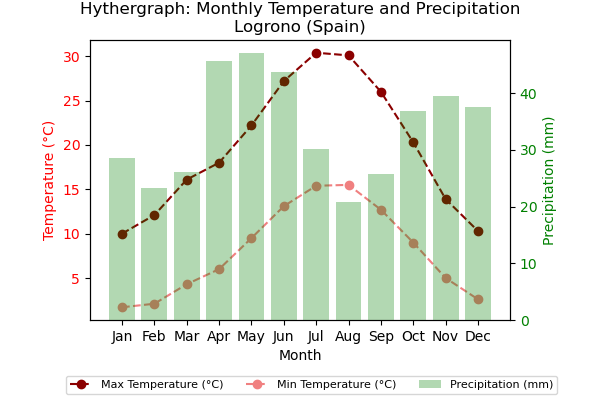 Hythergraph: Monthly Temperature and Precipitation
Logrono (Spain)
Temperature (°C)
30
25
20
15
10
5
40
30
20
10
0
Precipitation (mm)
Jan Feb Mar Apr May Jun Jul Aug Sep Oct Nov Dec
Month
Max Temperature (°C) Min Temperature (°C) Precipitation (mm)